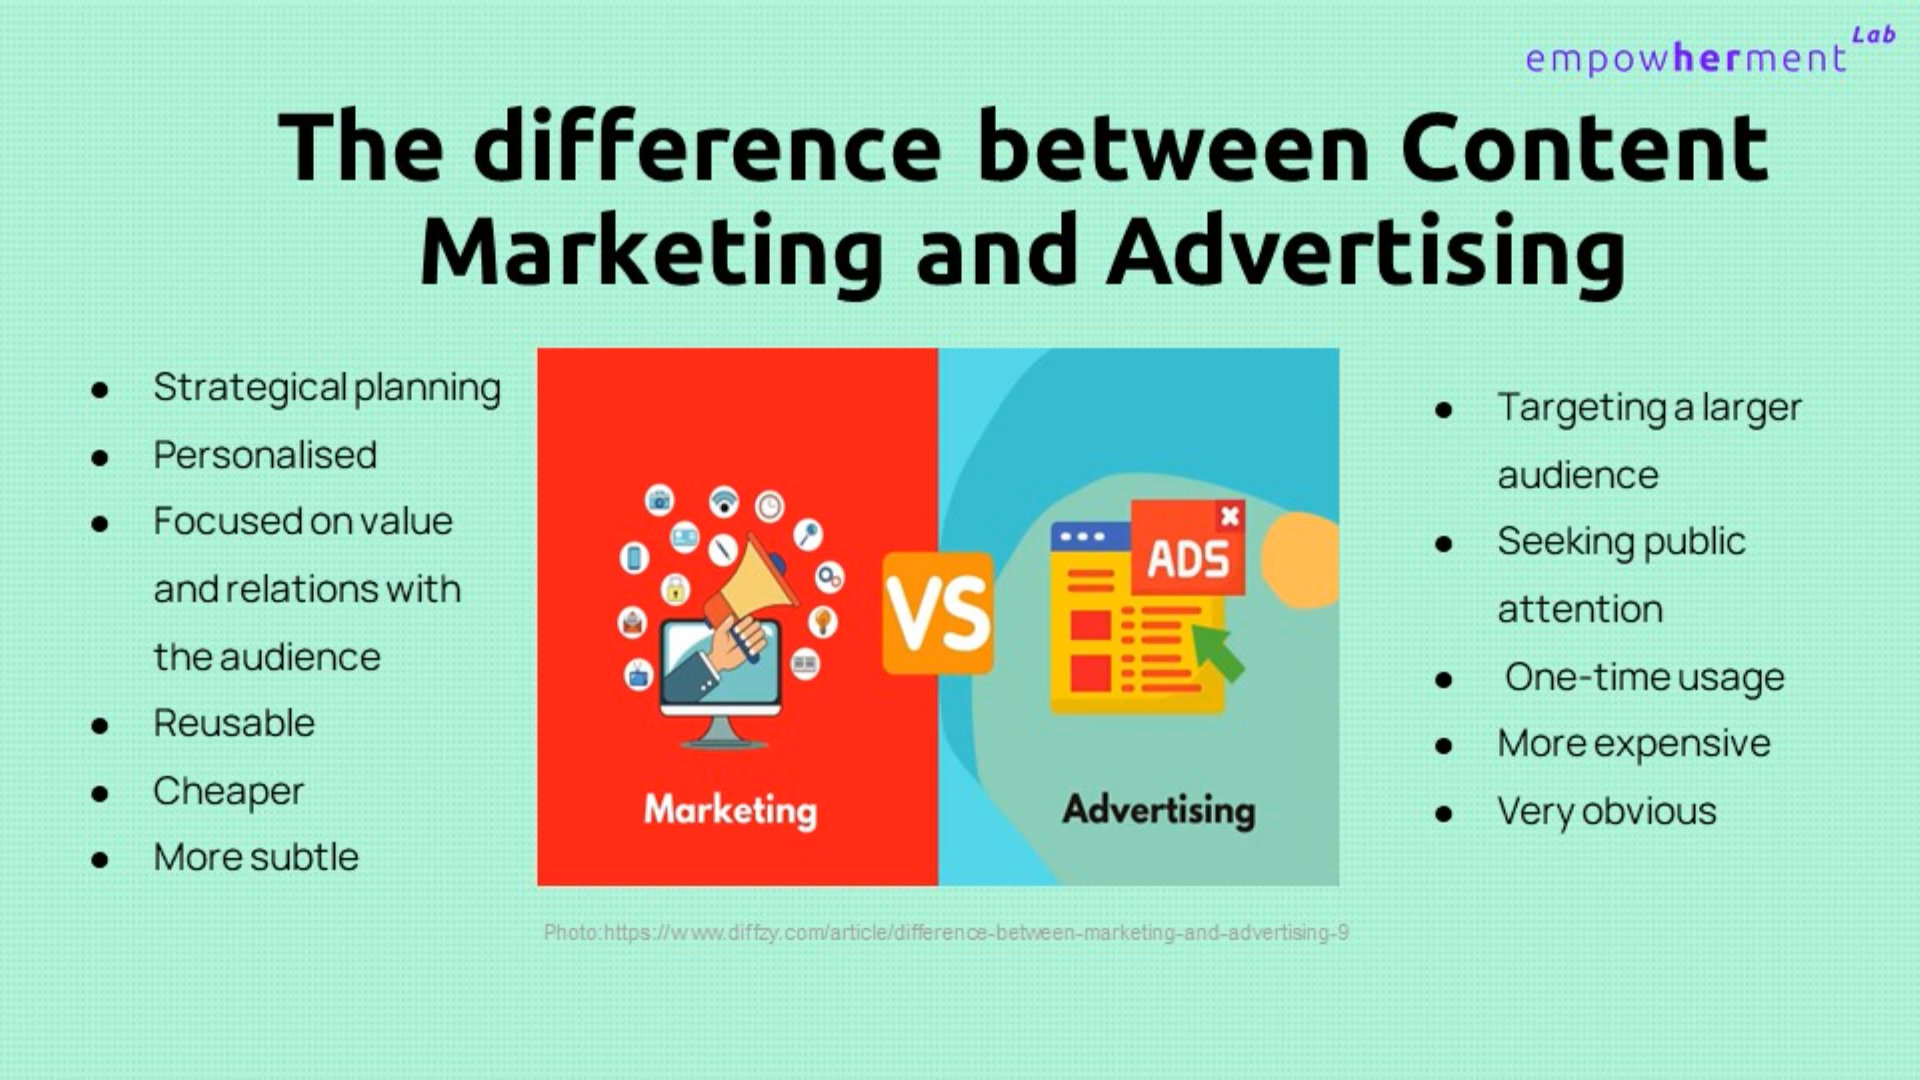 empowherment Lab
The difference between Content
Marketing and Advertising
● Strategical planning
● Personalised
● Focused on value
and relations with
the audience
● Reusable
● Cheaper
● More subtle
ADS
VS
Marketing
Advertising
Photo:https://www.diffzy.com/article/difference-between-marketing-and-advertising-9
● Targeting a larger
audience
● Seeking public
attention
● One-time usage
● More expensive
● Very obvious